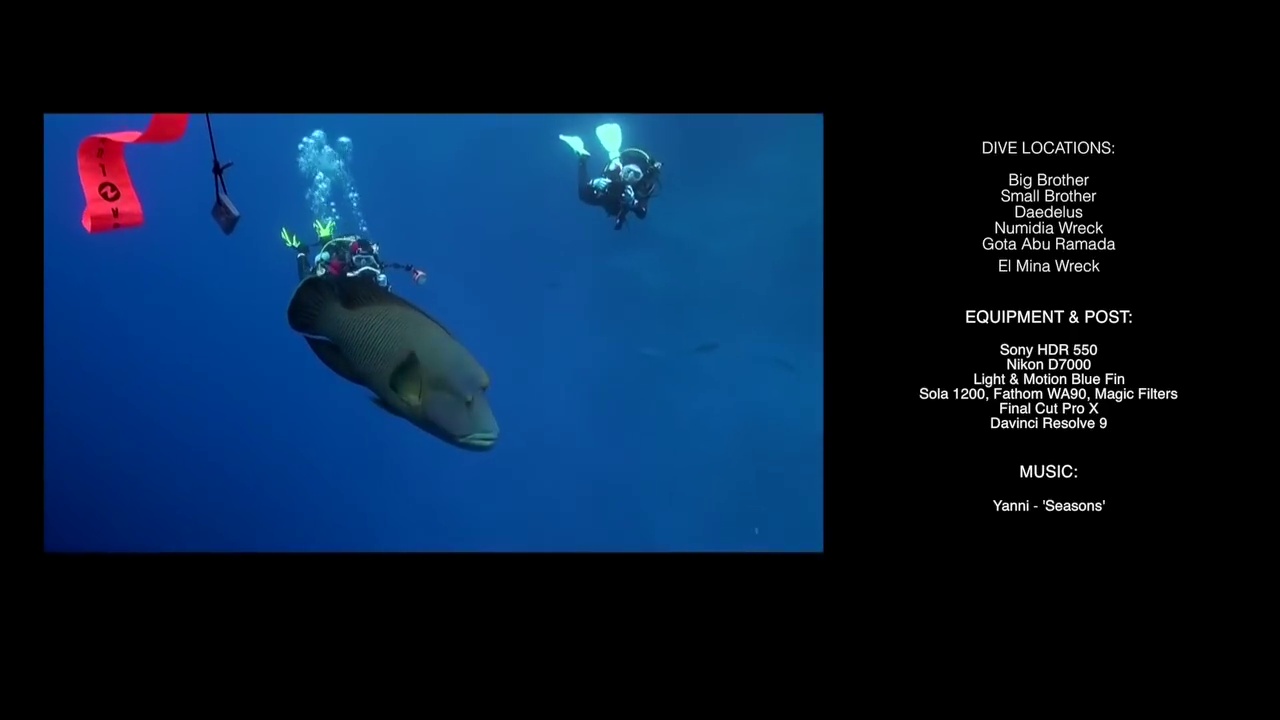 DIVE LOCATIONS:
Big Brother
Small Brother
Daedelus
Numidia Wreck
Gota Abu Ramada
El Mina Wreck
EQUIPMENT & POST:
Sony HDR 550
Nikon D7000
Light & Motion Blue Fin
Sola 1200, Fathom WA90, Magic Filters
Final Cut Pro X
Davinci Resolve 9
MUSIC:
Yanni - 'Seasons'